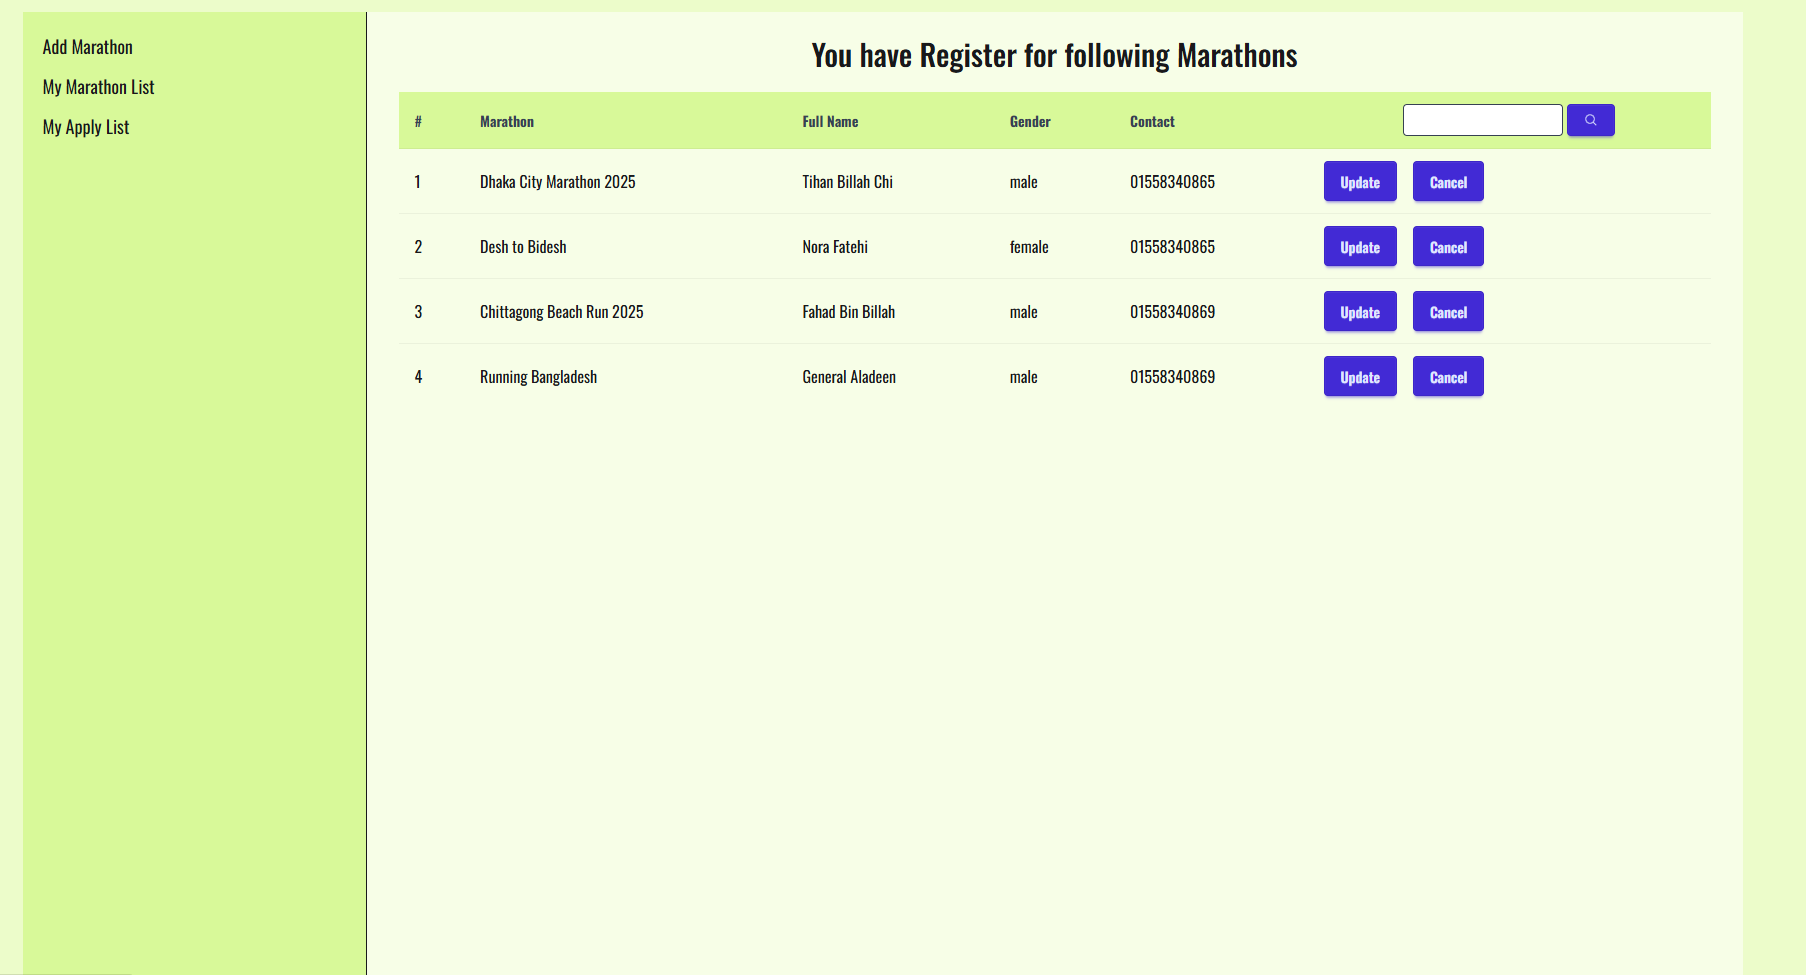 Add Marathon
My Marathon List
My Apply List
You have Register for following Marathons
# Marathon Full Name Gender Contact
1 Dhaka City Marathon 2025 Tihan Billah Chi male 01558340865 Update Cancel
2 Desh to Bidesh Nora Fatehi female 01558340865 Update Cancel
3 Chittagong Beach Run 2025 Fahad Bin Billah male 01558340869 Update Cancel
4 Running Bangladesh General Aladeen male 01558340869 Update Cancel